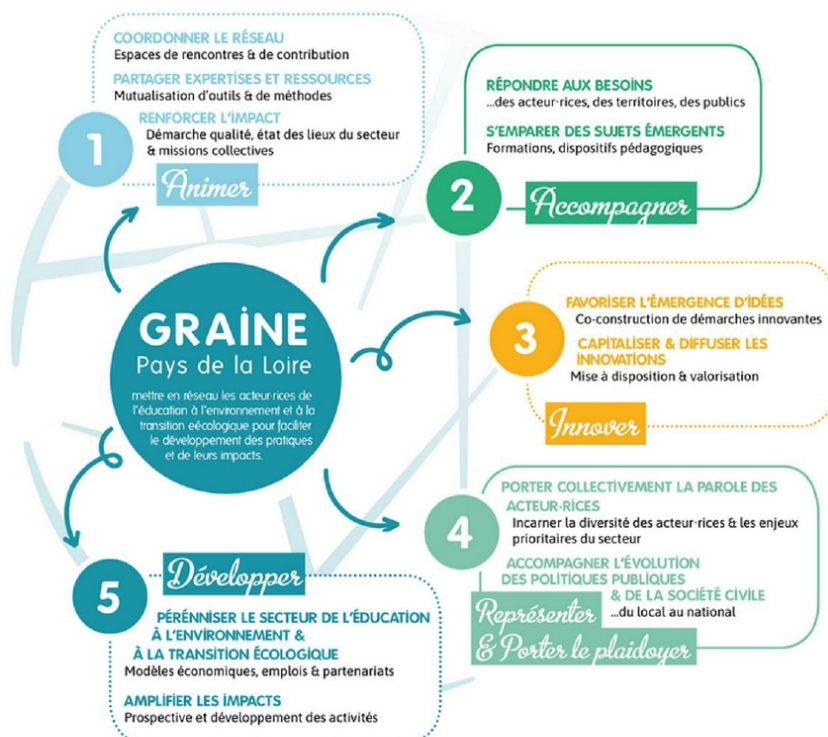 COORDONNER LE RÉSEAU
Espaces de rencontres & de contribution
PARTAGER EXPERTISES ET RESSOURCES
Mutualisation d'outils & de méthodes
RENFORCER L'IMPACT
Démarche qualité, état des lieux du secteur
& missions collectives
1
Animer
RÉPONDRE AUX BESOINS
...des acteur·rices, des territoires, des publics
S'EMPARER DES SUJETS ÉMERGENTS
Formations, dispositifs pédagogiques
2
Accompagner
GRAINE
Pays de la Loire
mettre en réseau les acteur·rices de
l'éducation à l'environnement et à la
transition eécologique pour faciliter
le développement des pratiques
et de leurs impacts.
FAVORISER L'ÉMERGENCE D'IDÉES
Co-construction de démarches innovantes
3
CAPITALISER & DIFFUSER LES
INNOVATIONS
Mise à disposition & valorisation
Innover
PORTER COLLECTIVEMENT LA PAROLE DES
ACTEUR·RICES
Incarner la diversité des acteur·rices & les enjeux
prioritaires du secteur
4
ACCOMPAGNER L'ÉVOLUTION
DES POLITIQUES PUBLIQUES
& DE LA SOCIÉTÉ CIVILE
...du local au national
Représenter
& Porter le plaidoyer
Développer
5
PÉRÉNNISER LE SECTEUR DE L'ÉDUCATION
À L'ENVIRONNEMENT &
À LA TRANSITION ÉCOLOGIQUE
Modèles économiques, emplois & partenariats
AMPLIFIER LES IMPACTS
Prospective et développement des activités